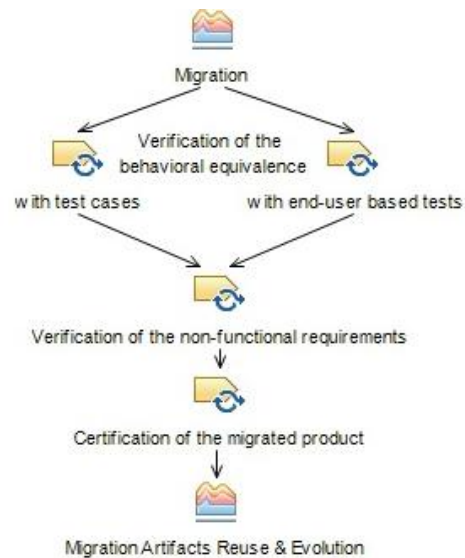 Migration
Verification of the
behavioral equivalence
with test cases
with end-user based tests
Verification of the non-functional requirements
Certification of the migrated product
Migration Artifacts Reuse & Evolution